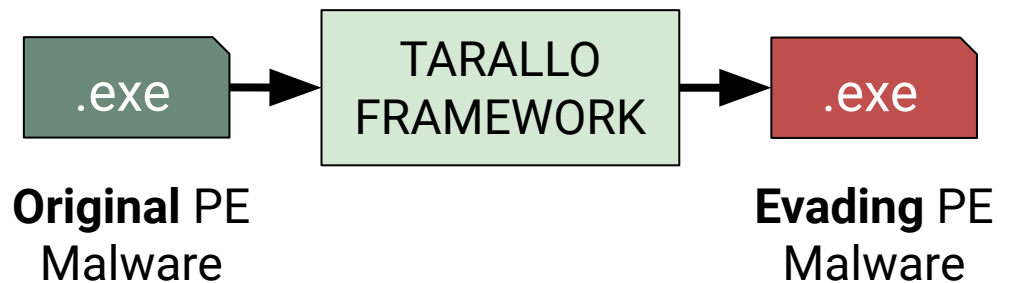 .exe
TARALLO
FRAMEWORK
.exe
Original PE
Malware
Evading PE
Malware